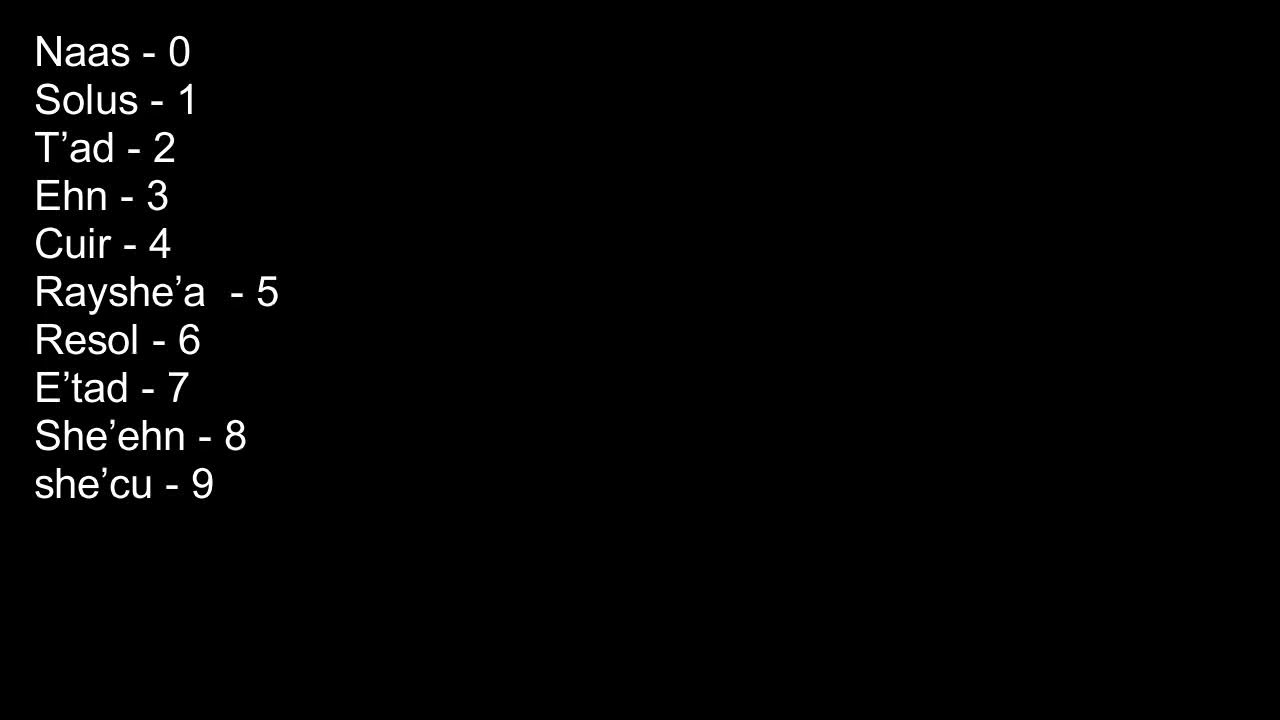 Naas - 0
Solus - 1
T’ad - 2
Ehn - 3
Cuir - 4
Rayshe’a  - 5
Resol - 6
E’tad - 7
She’ehn - 8
she’cu - 9